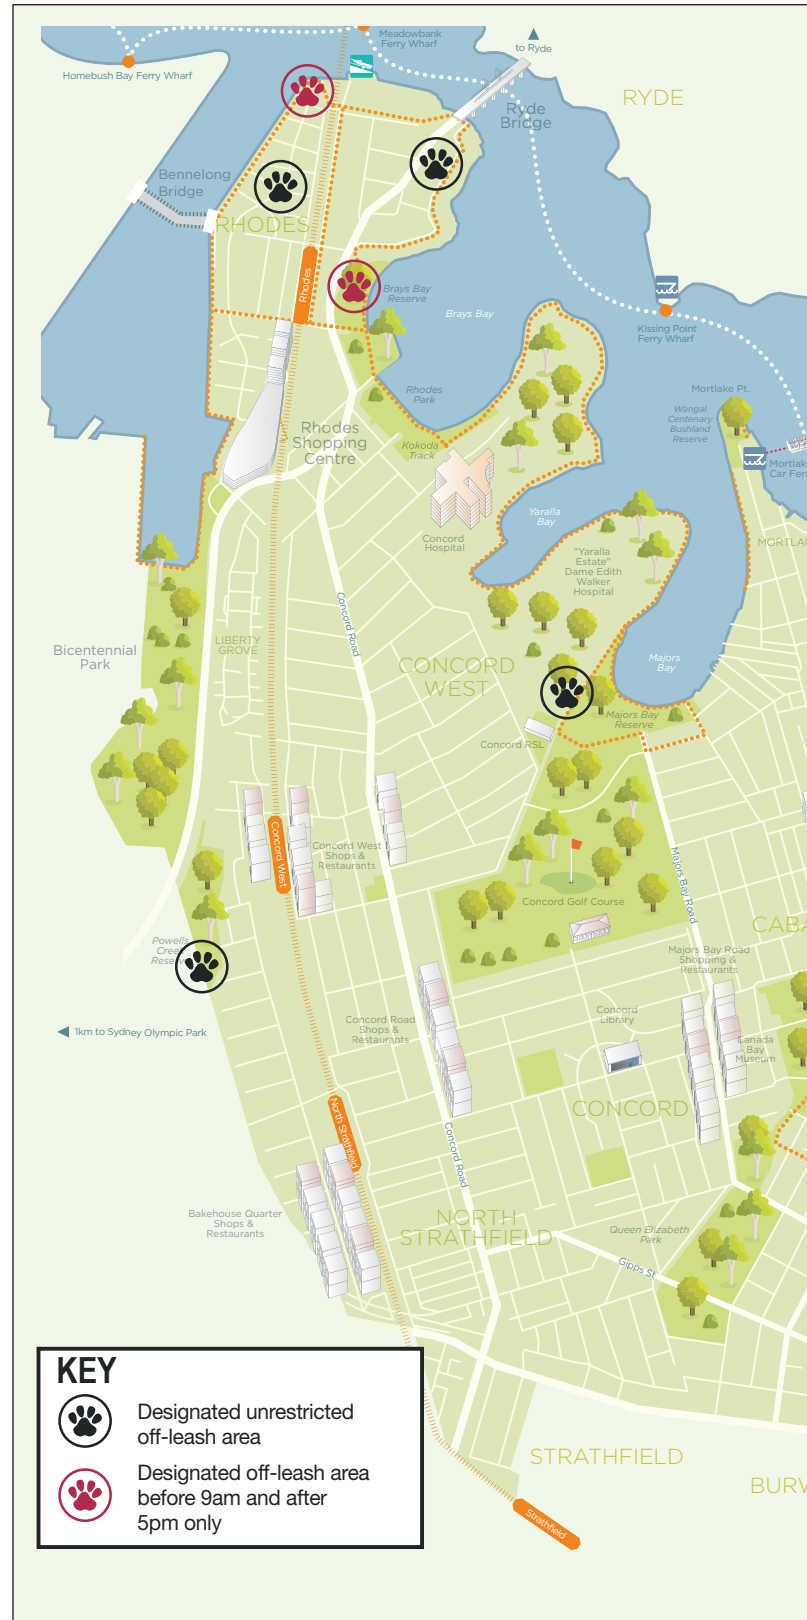 Meadowbank
Ferry Wharf
to Ryde
Homebush Bay Ferry Wharf
RYDE
Ryde
Bridge
Bennelong
Bridge
RHODES
Rhodes
Brays Bay
Reserve
Brays Bay
Kissing Point
Ferry Wharf
Rhodes
Park
Mortlake Pt.
Wangal
Centenary
Bushland
Reserve
Rhodes
Shopping
Centre
Kokoda
Track
Mortlake
Car Ferr
Concord
Hospital
Yaralla
Bay
"Yaralla
Estate"
Dame Edith
Walker
Hospital
MORTLA
Concord Road
LIBERTY
GROVE
Bicentennial
Park
CONCORD
WEST
Majors
Bay
Majors Bay
Reserve
Concord RSL
Concord West
Concord West
Shops &
Restaurants
Majors Bay Road
Concord Golf Course
CABA
Powells
Creek
Reserve
Majors Bay Road
Shopping &
Restaurants
1km to Sydney Olympic Park
Concord Road
Shops &
Restaurants
Concord
Library
Canada
Bay
Museum
North Strathfield
CONCORD
Concord Road
Bakehouse Quarter
Shops &
Restaurants
NORTH
STRATHFIELD
Queen Elizabeth
Park
Gipps St
KEY
Designated unrestricted
off-leash area
Designated off-leash area
before 9am and after
5pm only
STRATHFIELD
BURW
Strathfield